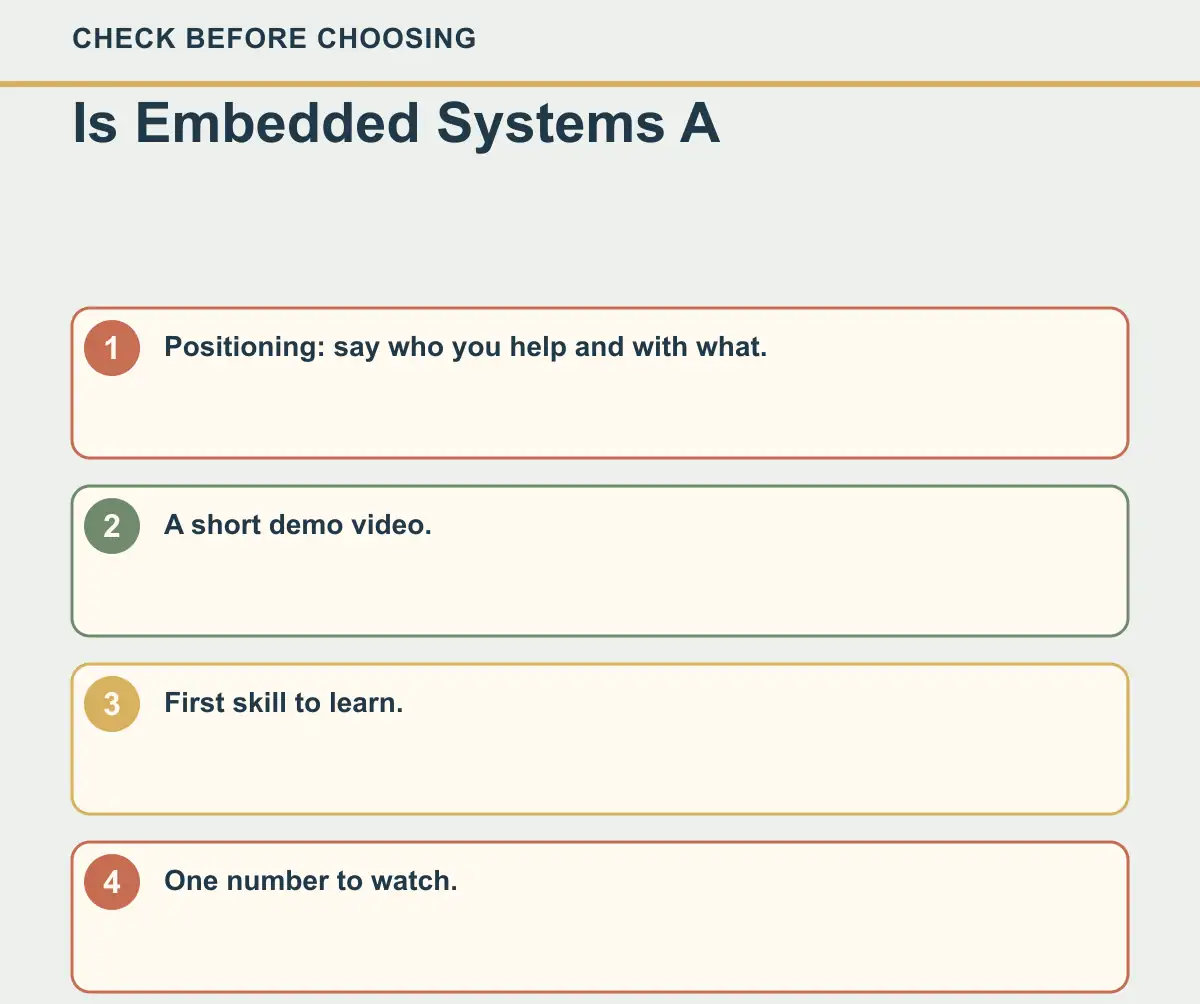 CHECK BEFORE CHOOSING
Is Embedded Systems A
1 Positioning: say who you help and with what.
2 A short demo video.
3 First skill to learn.
4 One number to watch.